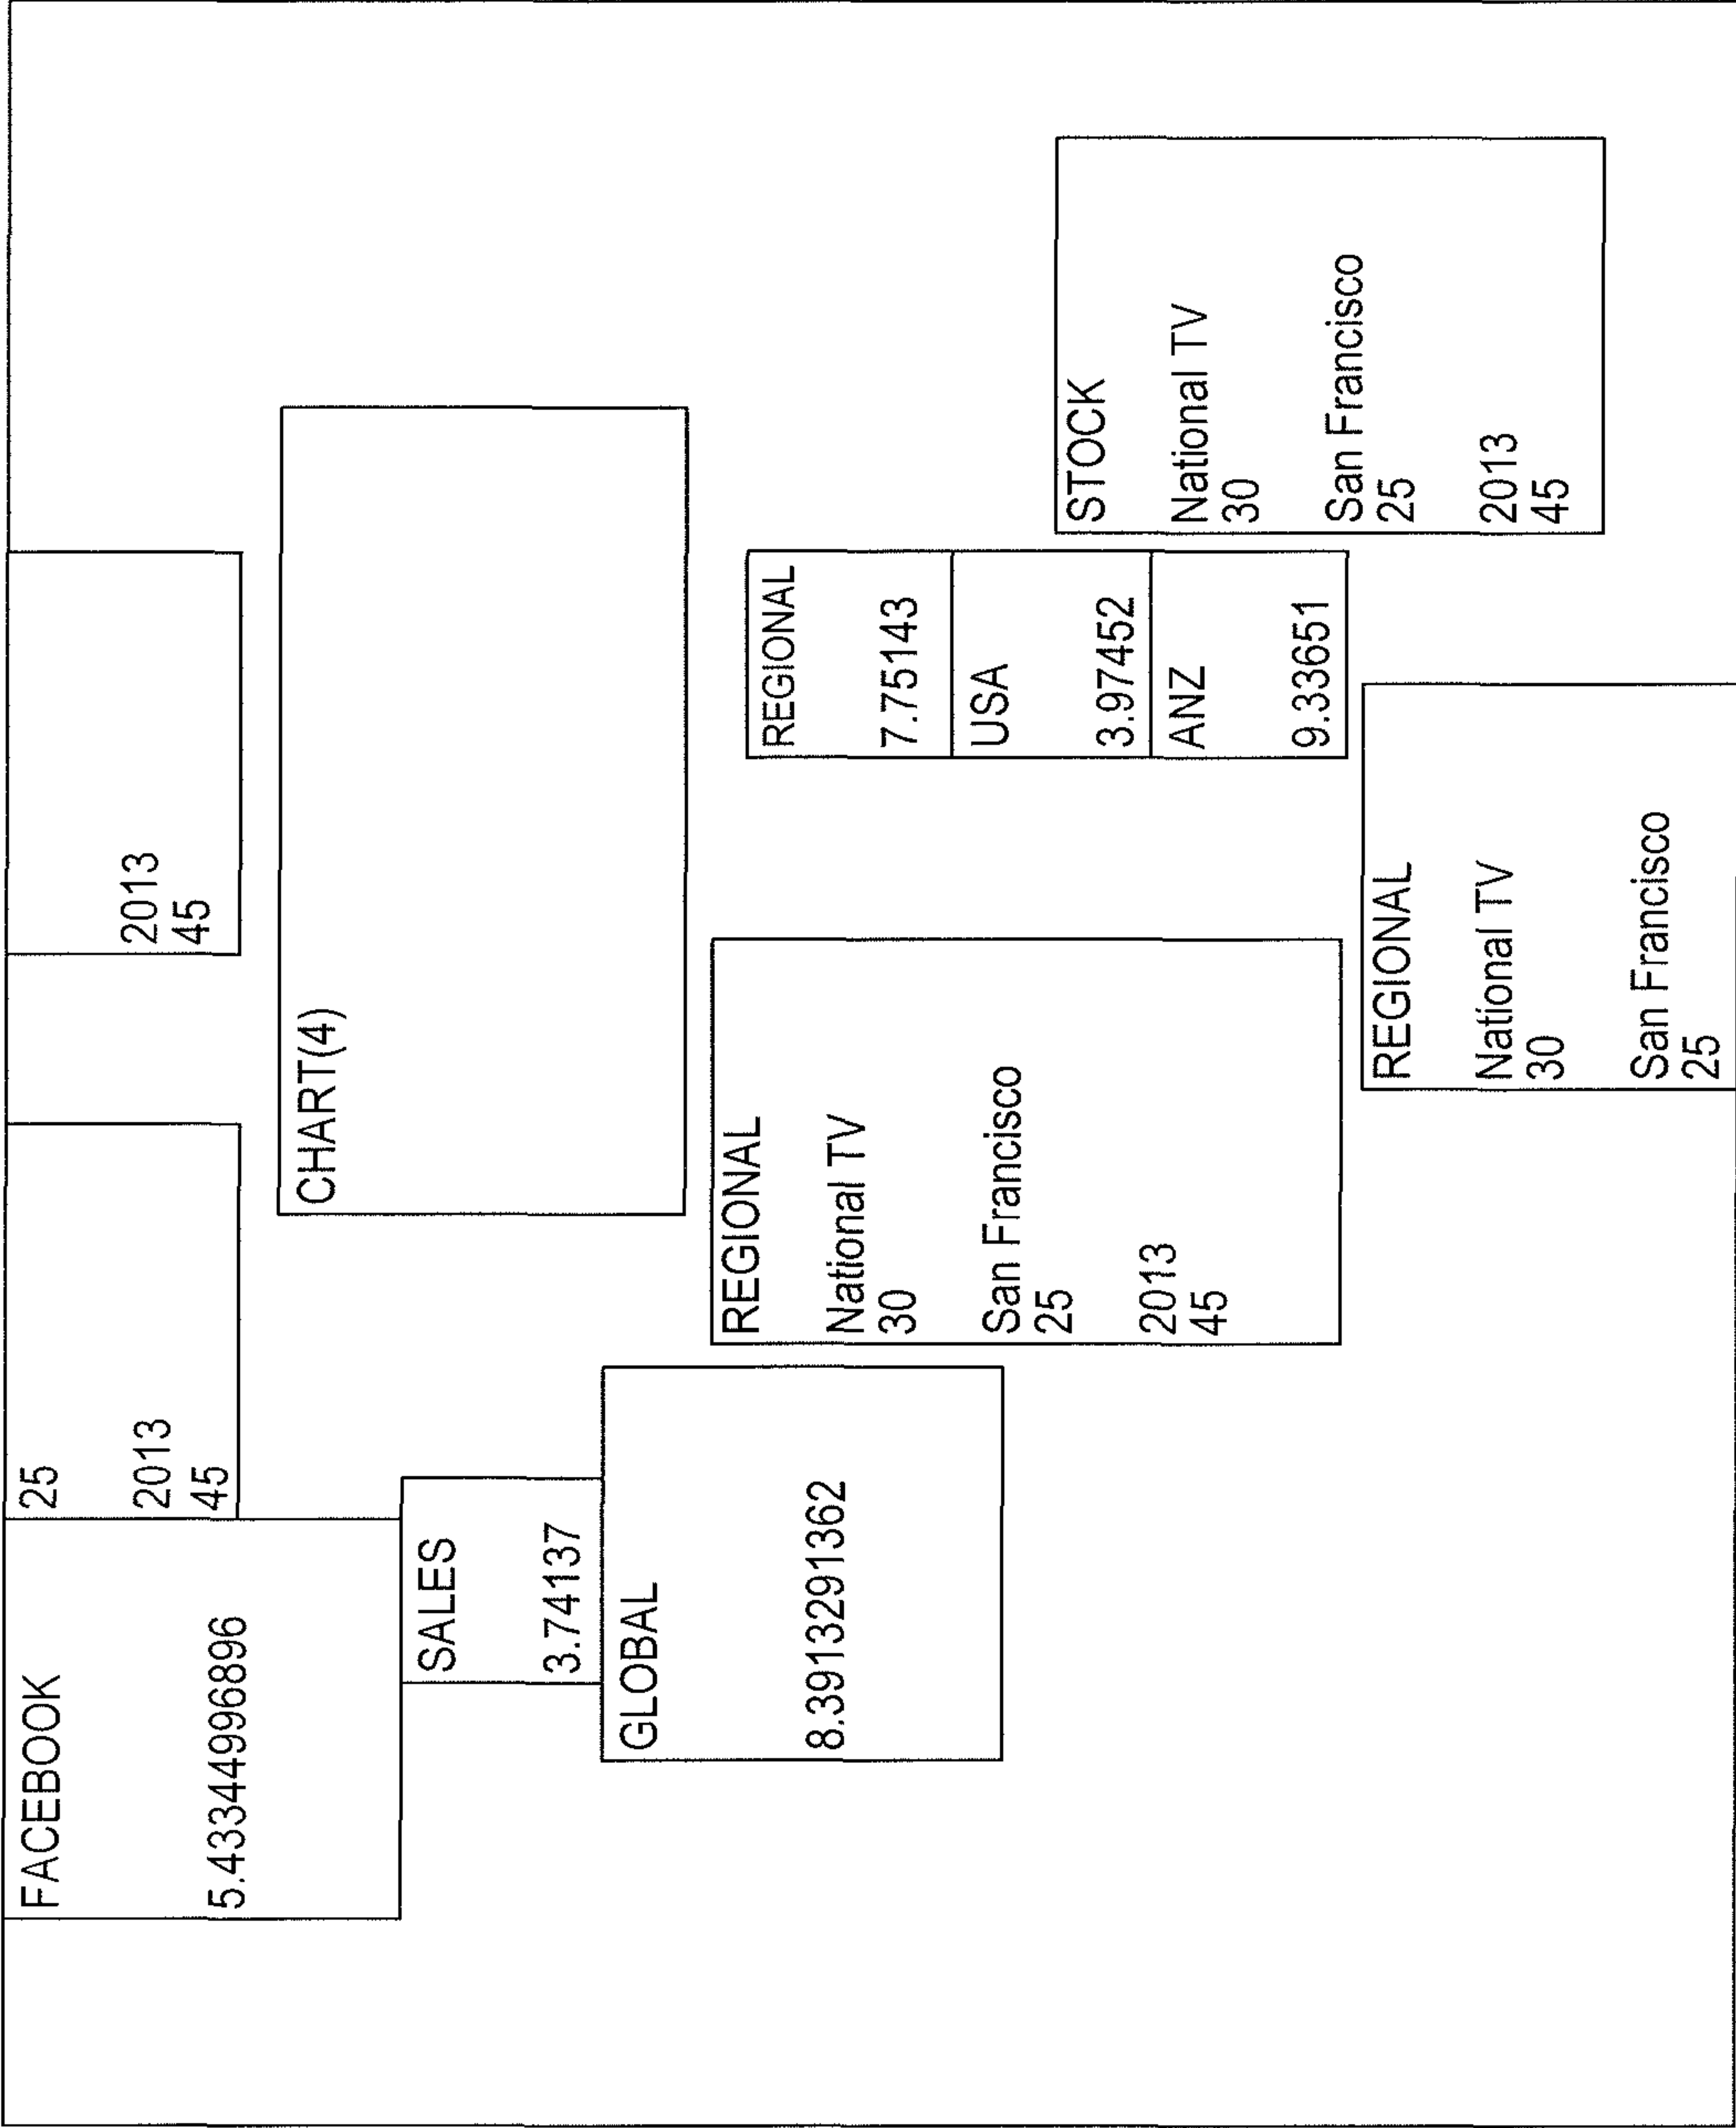 FACEBOOK
5.43344996896
25
2013
45
2013
45
CHART(4)
SALES
3.74137
GLOBAL
8.3913291362
REGIONAL
National TV
30
San Francisco
25
2013
45
REGIONAL
7.75143
USA
3.97452
ANZ
9.33651
STOCK
National TV
30
San Francisco
25
2013
45
REGIONAL
National TV
30
San Francisco
25